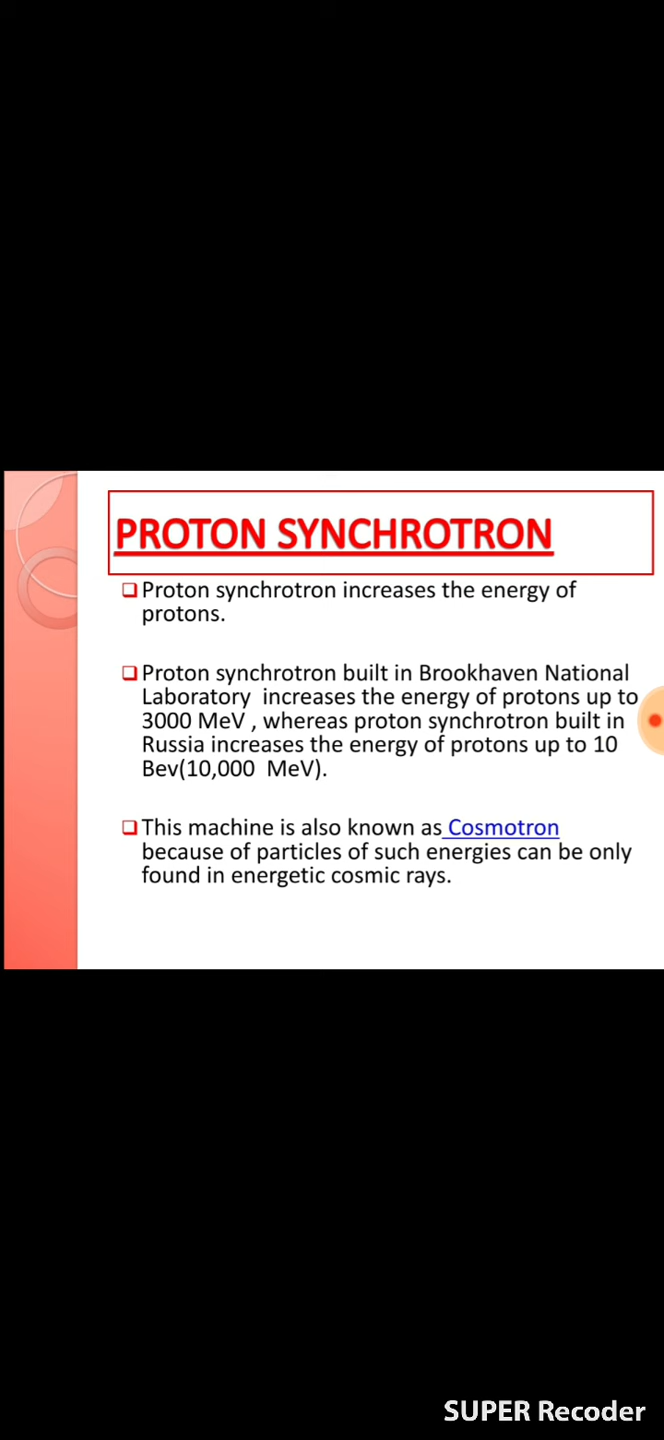 PROTON SYNCHROTRON
❑ Proton synchrotron increases the energy of
protons.
❑ Proton synchrotron built in Brookhaven National
Laboratory increases the energy of protons up to
3000 MeV , whereas proton synchrotron built in
Russia increases the energy of protons up to 10
Bev(10,000 MeV).
❑ This machine is also known as Cosmotron
because of particles of such energies can be only
found in energetic cosmic rays.
SUPER Recoder